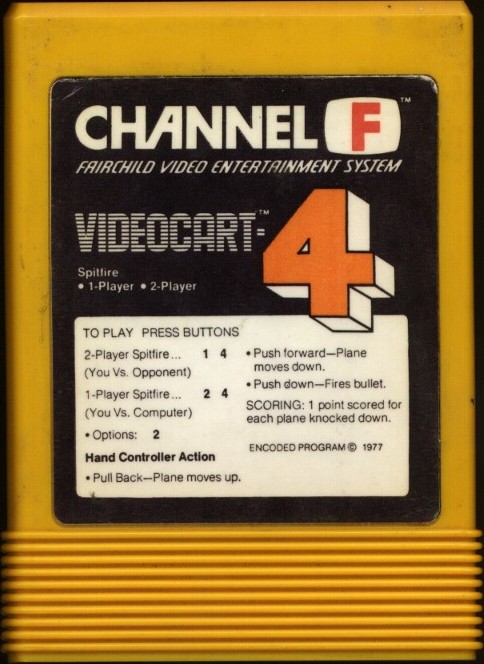 CHANNEL F™
FAIRCHILD VIDEO ENTERTAINMENT SYSTEM
VIDEOCART-™ 4
Spitfire
• 1-Player • 2-Player
TO PLAY PRESS BUTTONS
2-Player Spitfire... 1 4
(You Vs. Opponent)
1-Player Spitfire... 2 4
(You Vs. Computer)
• Options: 2
Hand Controller Action
• Pull Back—Plane moves up.
• Push forward—Plane
moves down.
• Push down—Fires bullet.
SCORING: 1 point scored for
each plane knocked down.
ENCODED PROGRAM © 1977